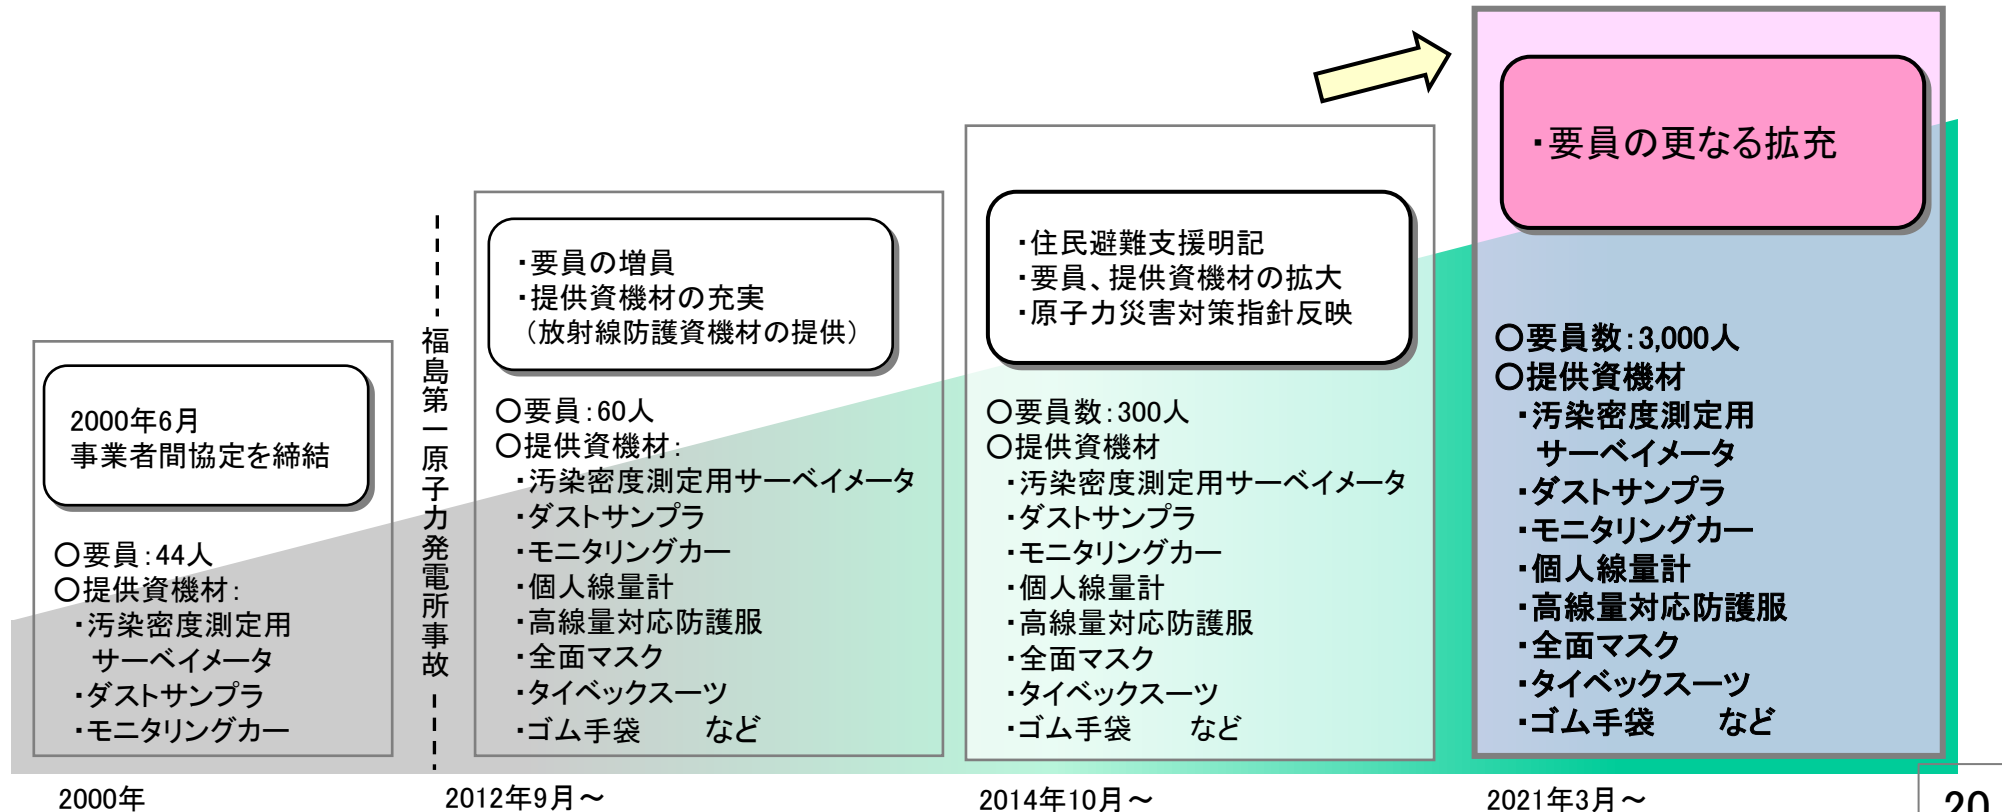 2000年6月
事業者間協定を締結
○要員:44人
○提供資機材:
・汚染密度測定用
サーベイメータ
・ダストサンプラ
・モニタリングカー
2000年
福島第一原子力発電所事故
・要員の増員
・提供資機材の充実
(放射線防護資機材の提供)
○要員:60人
○提供資機材:
・汚染密度測定用サーベイメータ
・ダストサンプラ
・モニタリングカー
・個人線量計
・高線量対応防護服
・全面マスク
・タイベックスーツ
・ゴム手袋　　など
2012年9月～
・住民避難支援明記
・要員、提供資機材の拡大
・原子力災害対策指針反映
○要員数:300人
○提供資機材
・汚染密度測定用サーベイメータ
・ダストサンプラ
・モニタリングカー
・個人線量計
・高線量対応防護服
・全面マスク
・タイベックスーツ
・ゴム手袋　　など
2014年10月～
・要員の更なる拡充
○要員数:3,000人
○提供資機材
・汚染密度測定用
サーベイメータ
・ダストサンプラ
・モニタリングカー
・個人線量計
・高線量対応防護服
・全面マスク
・タイベックスーツ
・ゴム手袋　　など
2021年3月～
20